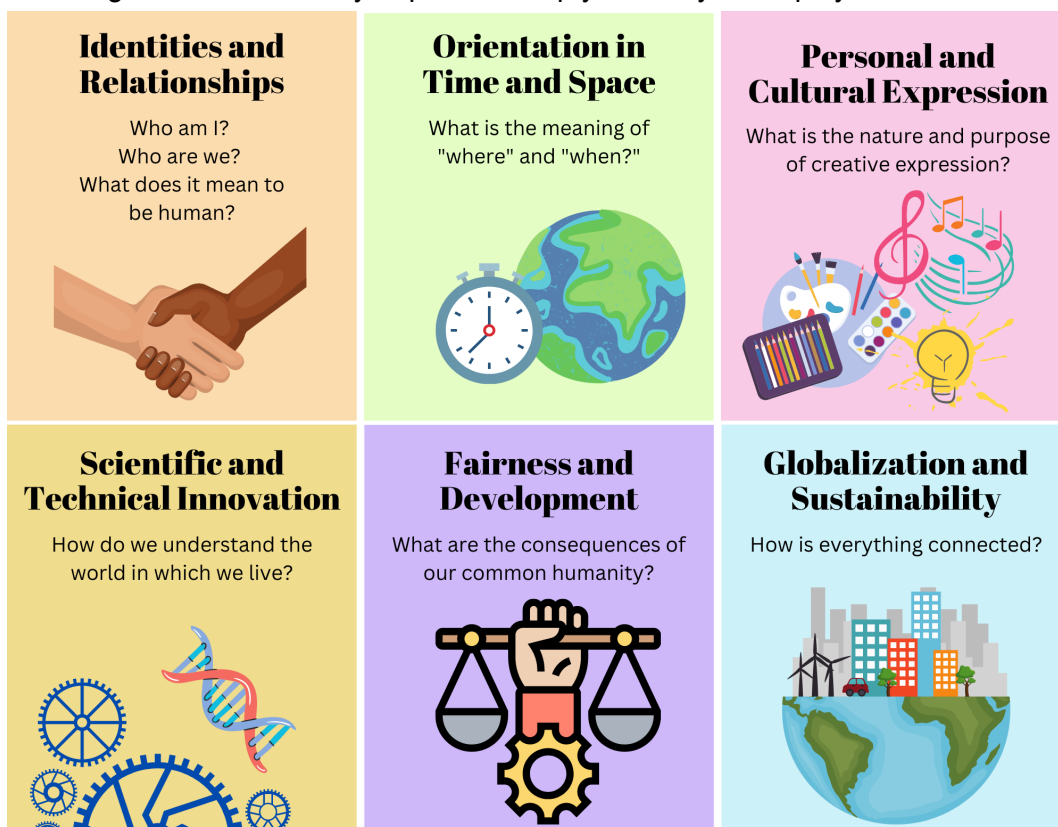 Identities and
Relationships
Who am I?
Who are we?
What does it mean to
be human?
Orientation in
Time and Space
What is the meaning of
"where" and "when?"
Personal and
Cultural Expression
What is the nature and purpose
of creative expression?
Scientific and
Technical Innovation
How do we understand the
world in which we live?
Fairness and
Development
What are the consequences of
our common humanity?
Globalization and
Sustainability
How is everything connected?